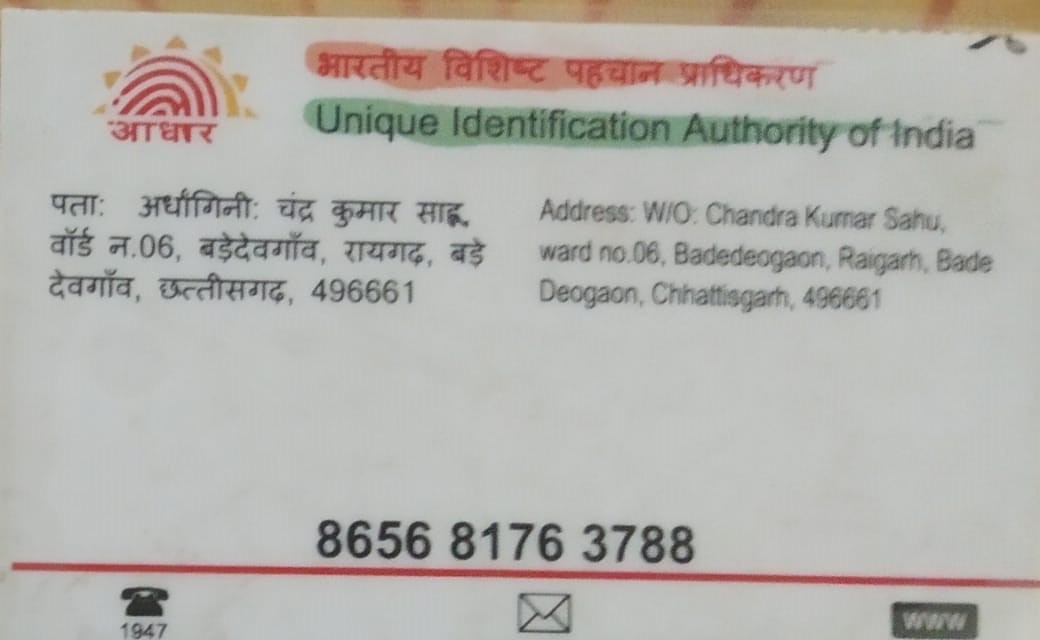 आधार
भारतीय विशिष्ट पहचान प्राधिकरण
Unique Identification Authority of India
पता: अर्धांगिनी: चंद्र कुमार साहू,
वॉर्ड न.06, बड़ेदेवगाँव, रायगढ़, बड़े
देवगाँव, छत्तीसगढ़, 496661
Address: W/O: Chandra Kumar Sahu,
ward no.06, Badedeogaon, Raigarh, Bade
Deogaon, Chhattisgarh, 496661
8656 8176 3788
1947
www